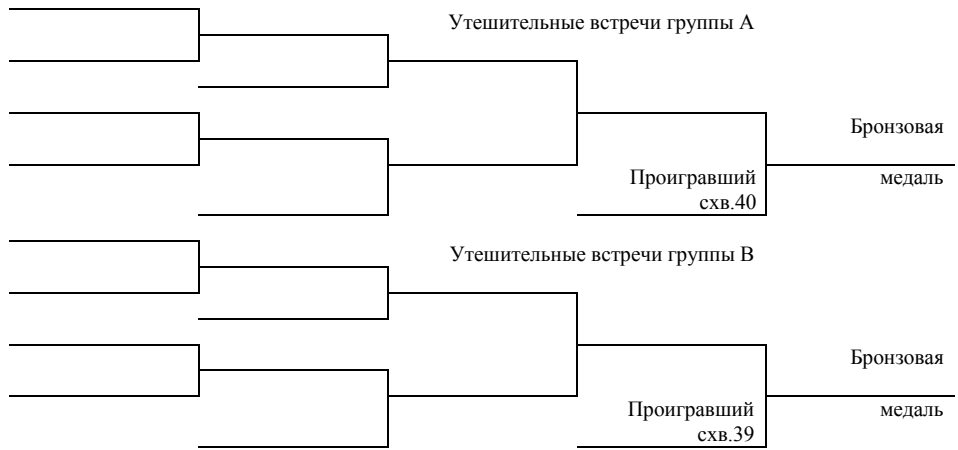 Утешительные встречи группы А
Бронзовая
Проигравший
медаль
схв.40
Утешительные встречи группы В
Бронзовая
Проигравший
медаль
схв.39